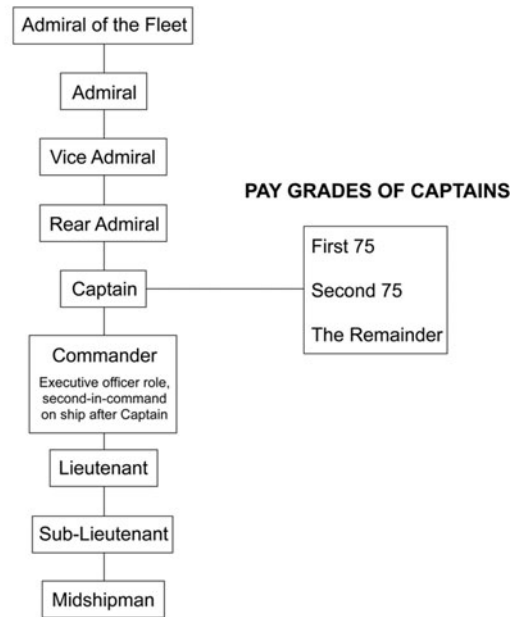 Admiral of the Fleet
Admiral
Vice Admiral
Rear Admiral
Captain
Commander
Executive officer role,
second-in-command
on ship after Captain
Lieutenant
Sub-Lieutenant
Midshipman
PAY GRADES OF CAPTAINS
First 75
Second 75
The Remainder